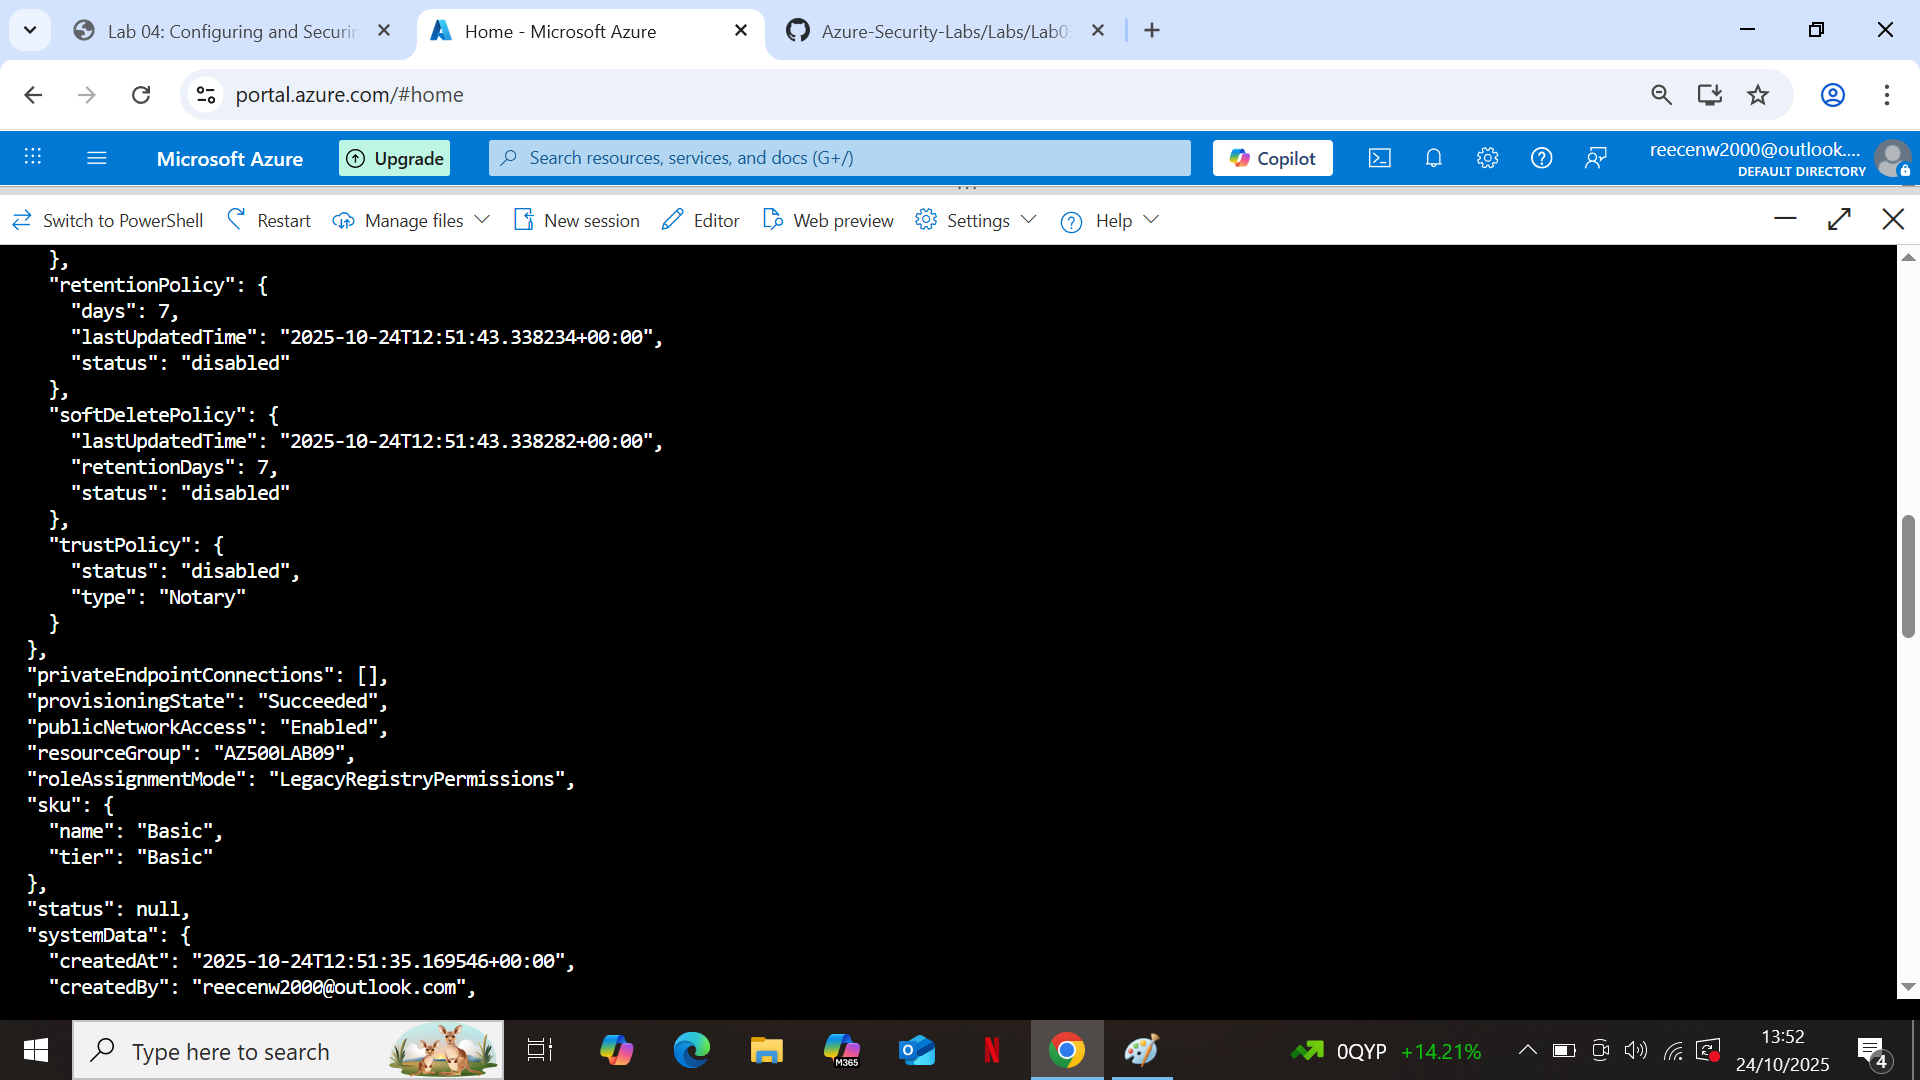 Lab 04: Configuring and Securin
Home - Microsoft Azure
Azure-Security-Labs/Labs/Lab03
portal.azure.com/#home
Microsoft Azure
Upgrade
Search resources, services, and docs (G+/)
Copilot
reecenw2000@outlook....
DEFAULT DIRECTORY
Switch to PowerShell
Restart
Manage files
New session
Editor
Web preview
Settings
Help
},
"retentionPolicy": {
"days": 7,
"lastUpdatedTime": "2025-10-24T12:51:43.338234+00:00",
"status": "disabled"
},
"softDeletePolicy": {
"lastUpdatedTime": "2025-10-24T12:51:43.338282+00:00",
"retentionDays": 7,
"status": "disabled"
},
"trustPolicy": {
"status": "disabled",
"type": "Notary"
}
},
"privateEndpointConnections": [],
"provisioningState": "Succeeded",
"publicNetworkAccess": "Enabled",
"resourceGroup": "AZ500LAB09",
"roleAssignmentMode": "LegacyRegistryPermissions",
"sku": {
"name": "Basic",
"tier": "Basic"
},
"status": null,
"systemData": {
"createdAt": "2025-10-24T12:51:35.169546+00:00",
"createdBy": "reecenw2000@outlook.com",
Type here to search
M365
0QYP +14.21%
13:52
24/10/2025
4